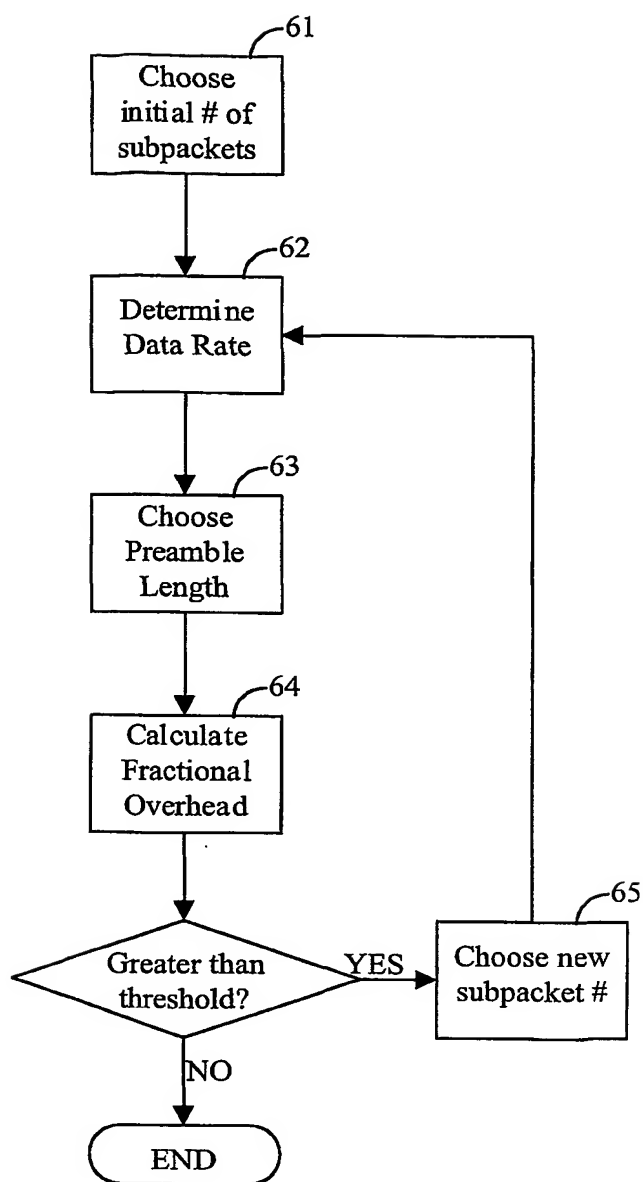 61
Choose
initial # of
subpackets
62
Determine
Data Rate
63
Choose
Preamble
Length
64
Calculate
Fractional
Overhead
Greater than
threshold?
YES
65
Choose new
subpacket #
NO
END